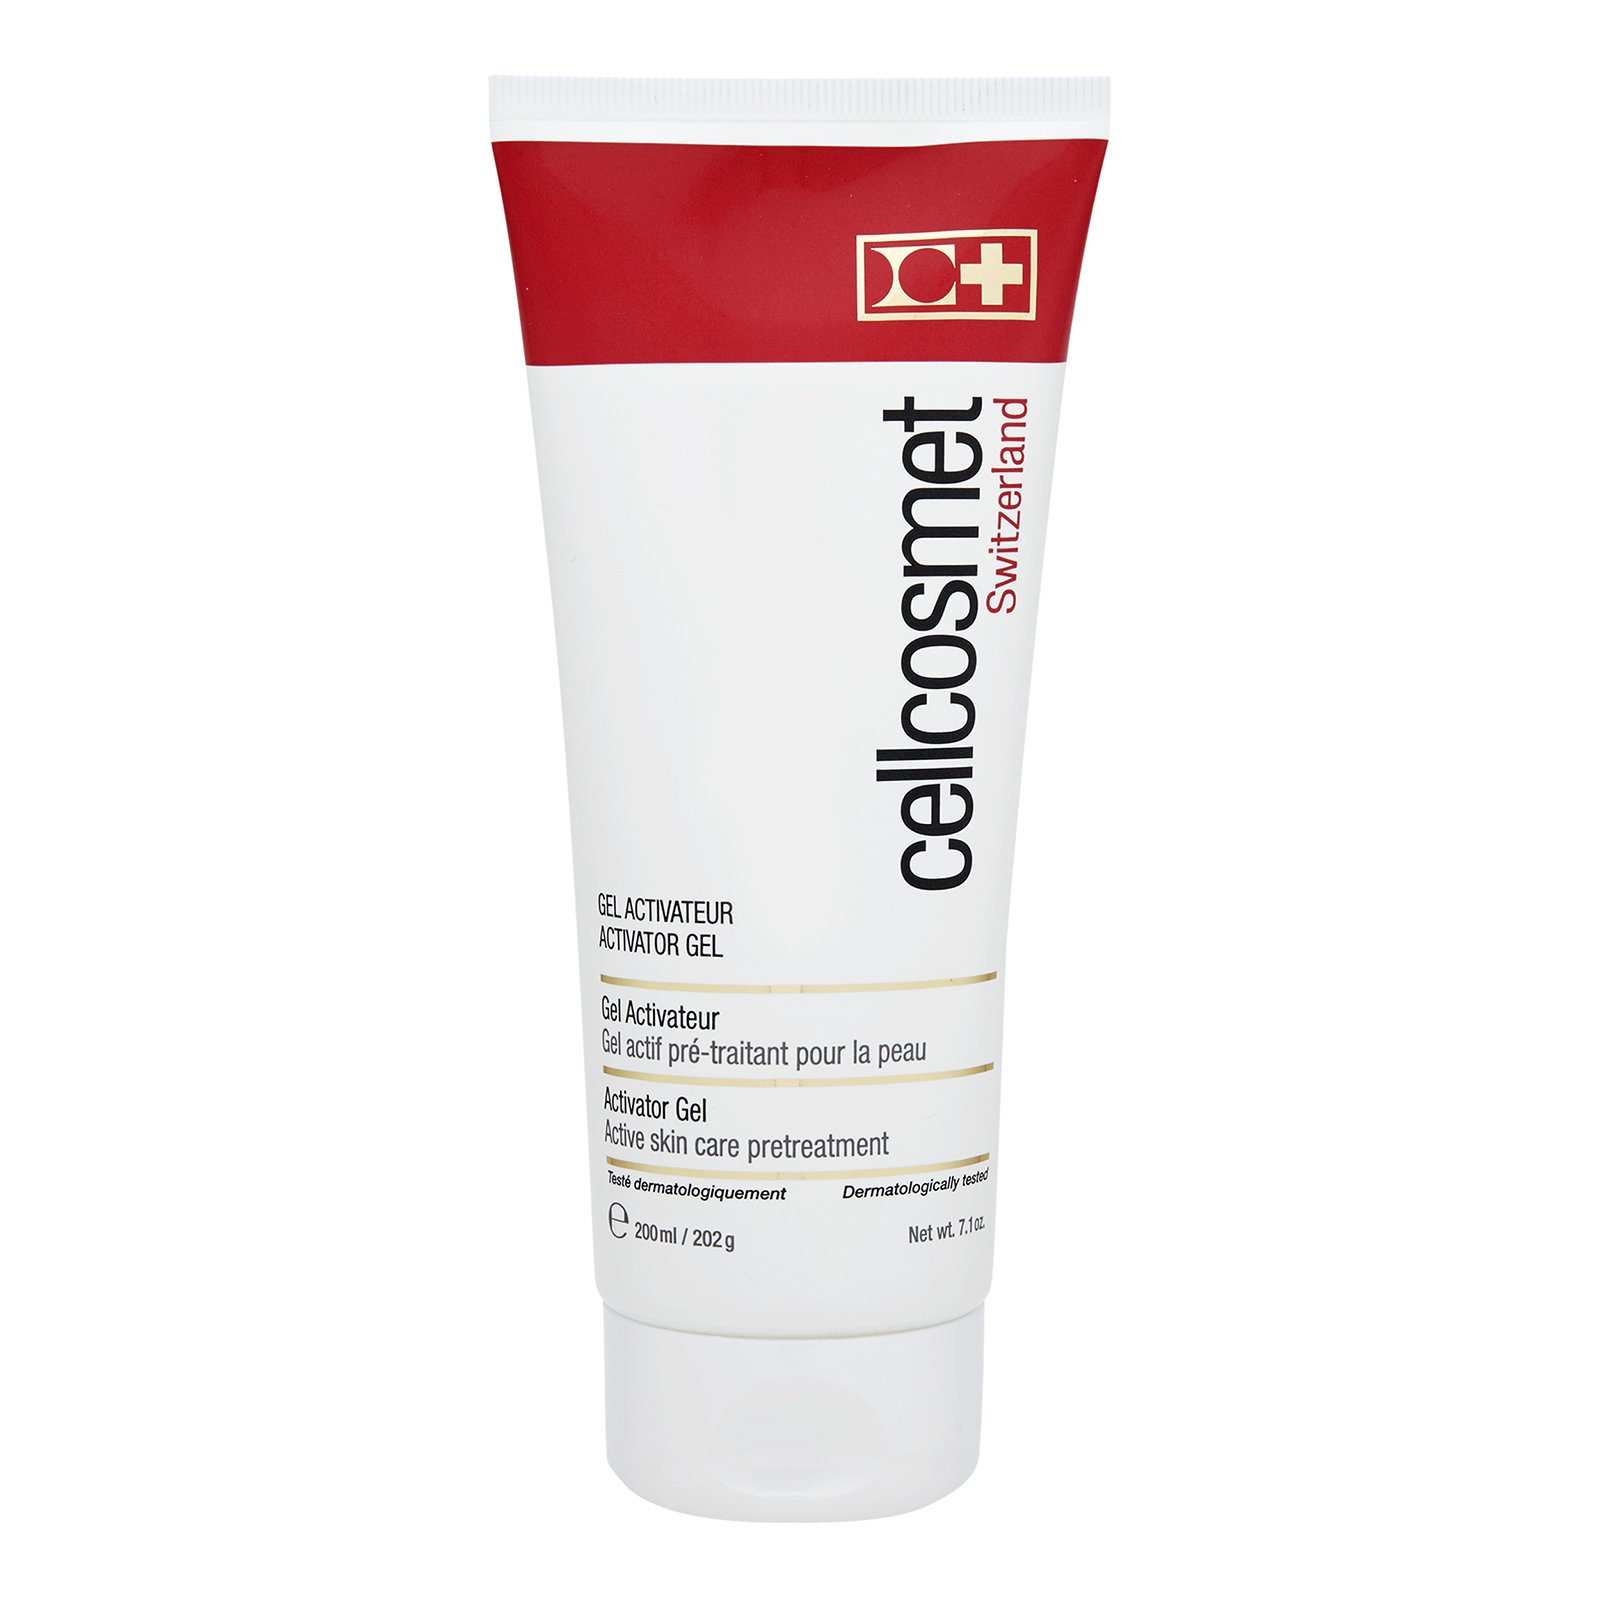 cellcosmet
Switzerland
GEL ACTIVATEUR
ACTIVATOR GEL
Gel Activateur
Gel actif pré-traitant pour la peau
Activator Gel
Active skin care pretreatment
Testé dermatologiquement Dermatologically tested
℮ 200ml / 202g Net wt. 7.1oz.